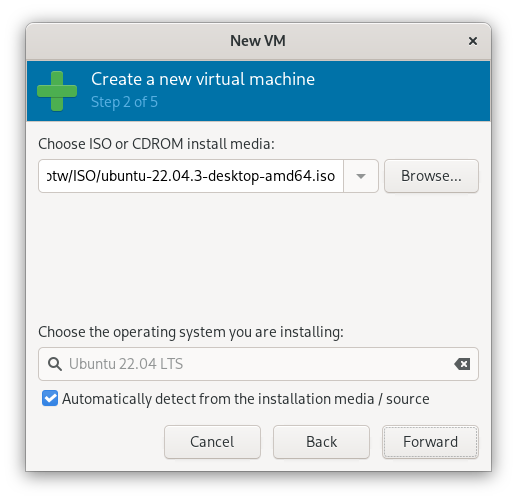 New VM
Create a new virtual machine
Step 2 of 5
Choose ISO or CDROM install media:
otw/ISO/ubuntu-22.04.3-desktop-amd64.iso
Browse...
Choose the operating system you are installing:
Ubuntu 22.04 LTS
Automatically detect from the installation media / source
Cancel
Back
Forward